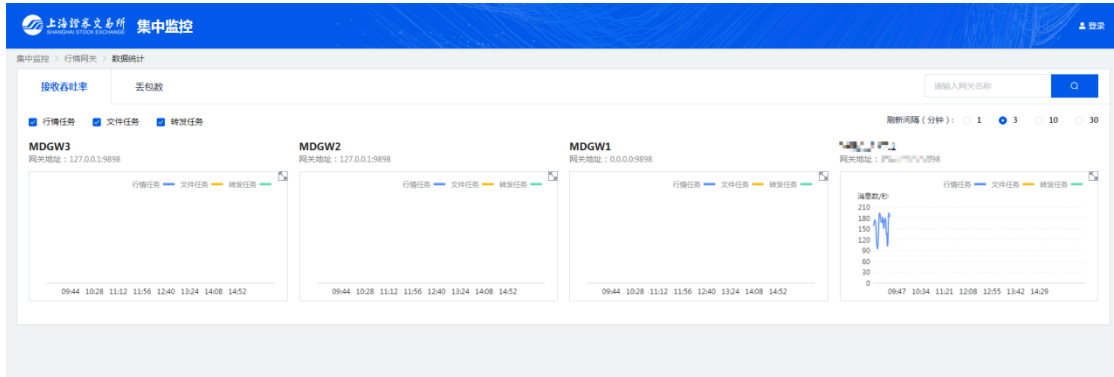 上海證券交易所 集中监控
SHANGHAI STOCK EXCHANGE
登录
集中监控 > 行情网关 > 数据统计
接收吞吐率 丢包数 请输入网关名称
行情任务 文件任务 转发任务 刷新间隔（分钟）： 1 3 10 30
MDGW3 MDGW2 MDGW1
网关地址：127.0.0.1:9898 网关地址：127.0.0.1:9898 网关地址：0.0.0.0:9898 网关地址：
行情任务 文件任务 转发任务 行情任务 文件任务 转发任务 行情任务 文件任务 转发任务 行情任务 文件任务 转发任务
消息数/秒
210
180
150
120
90
60
30
0
09:44 10:28 11:12 11:56 12:40 13:24 14:08 14:52 09:44 10:28 11:12 11:56 12:40 13:24 14:08 14:52 09:44 10:28 11:12 11:56 12:40 13:24 14:08 14:52 09:47 10:34 11:21 12:08 12:55 13:42 14:29